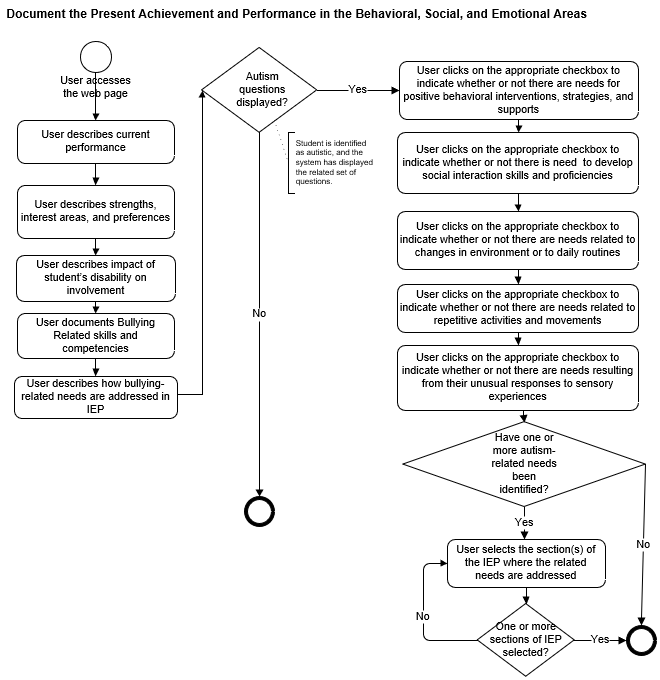 Document the Present Achievement and Performance in the Behavioral, Social, and Emotional Areas
User accesses
the web page
User describes current
performance
User describes strengths,
interest areas, and preferences
User describes impact of
student's disability on
involvement
User documents Bullying
Related skills and
competencies
User describes how bullying-
related needs are addressed in
IEP
Autism
questions
displayed?
Yes
Student is identified
as autistic, and the
system has displayed
the related set of
questions.
No
User clicks on the appropriate checkbox to
indicate whether or not there are needs for
positive behavioral interventions, strategies, and
supports
User clicks on the appropriate checkbox to
indicate whether or not there is need to develop
social interaction skills and proficiencies
User clicks on the appropriate checkbox to
indicate whether or not there are needs related to
changes in environment or to daily routines
User clicks on the appropriate checkbox to
indicate whether or not there are needs related to
repetitive activities and movements
User clicks on the appropriate checkbox to
indicate whether or not there are needs resulting
from their unusual responses to sensory
experiences
Have one or
more autism-
related needs
been
identified?
Yes
No
User selects the section(s) of
the IEP where the related
needs are addressed
No
One or more
sections of IEP
selected?
Yes